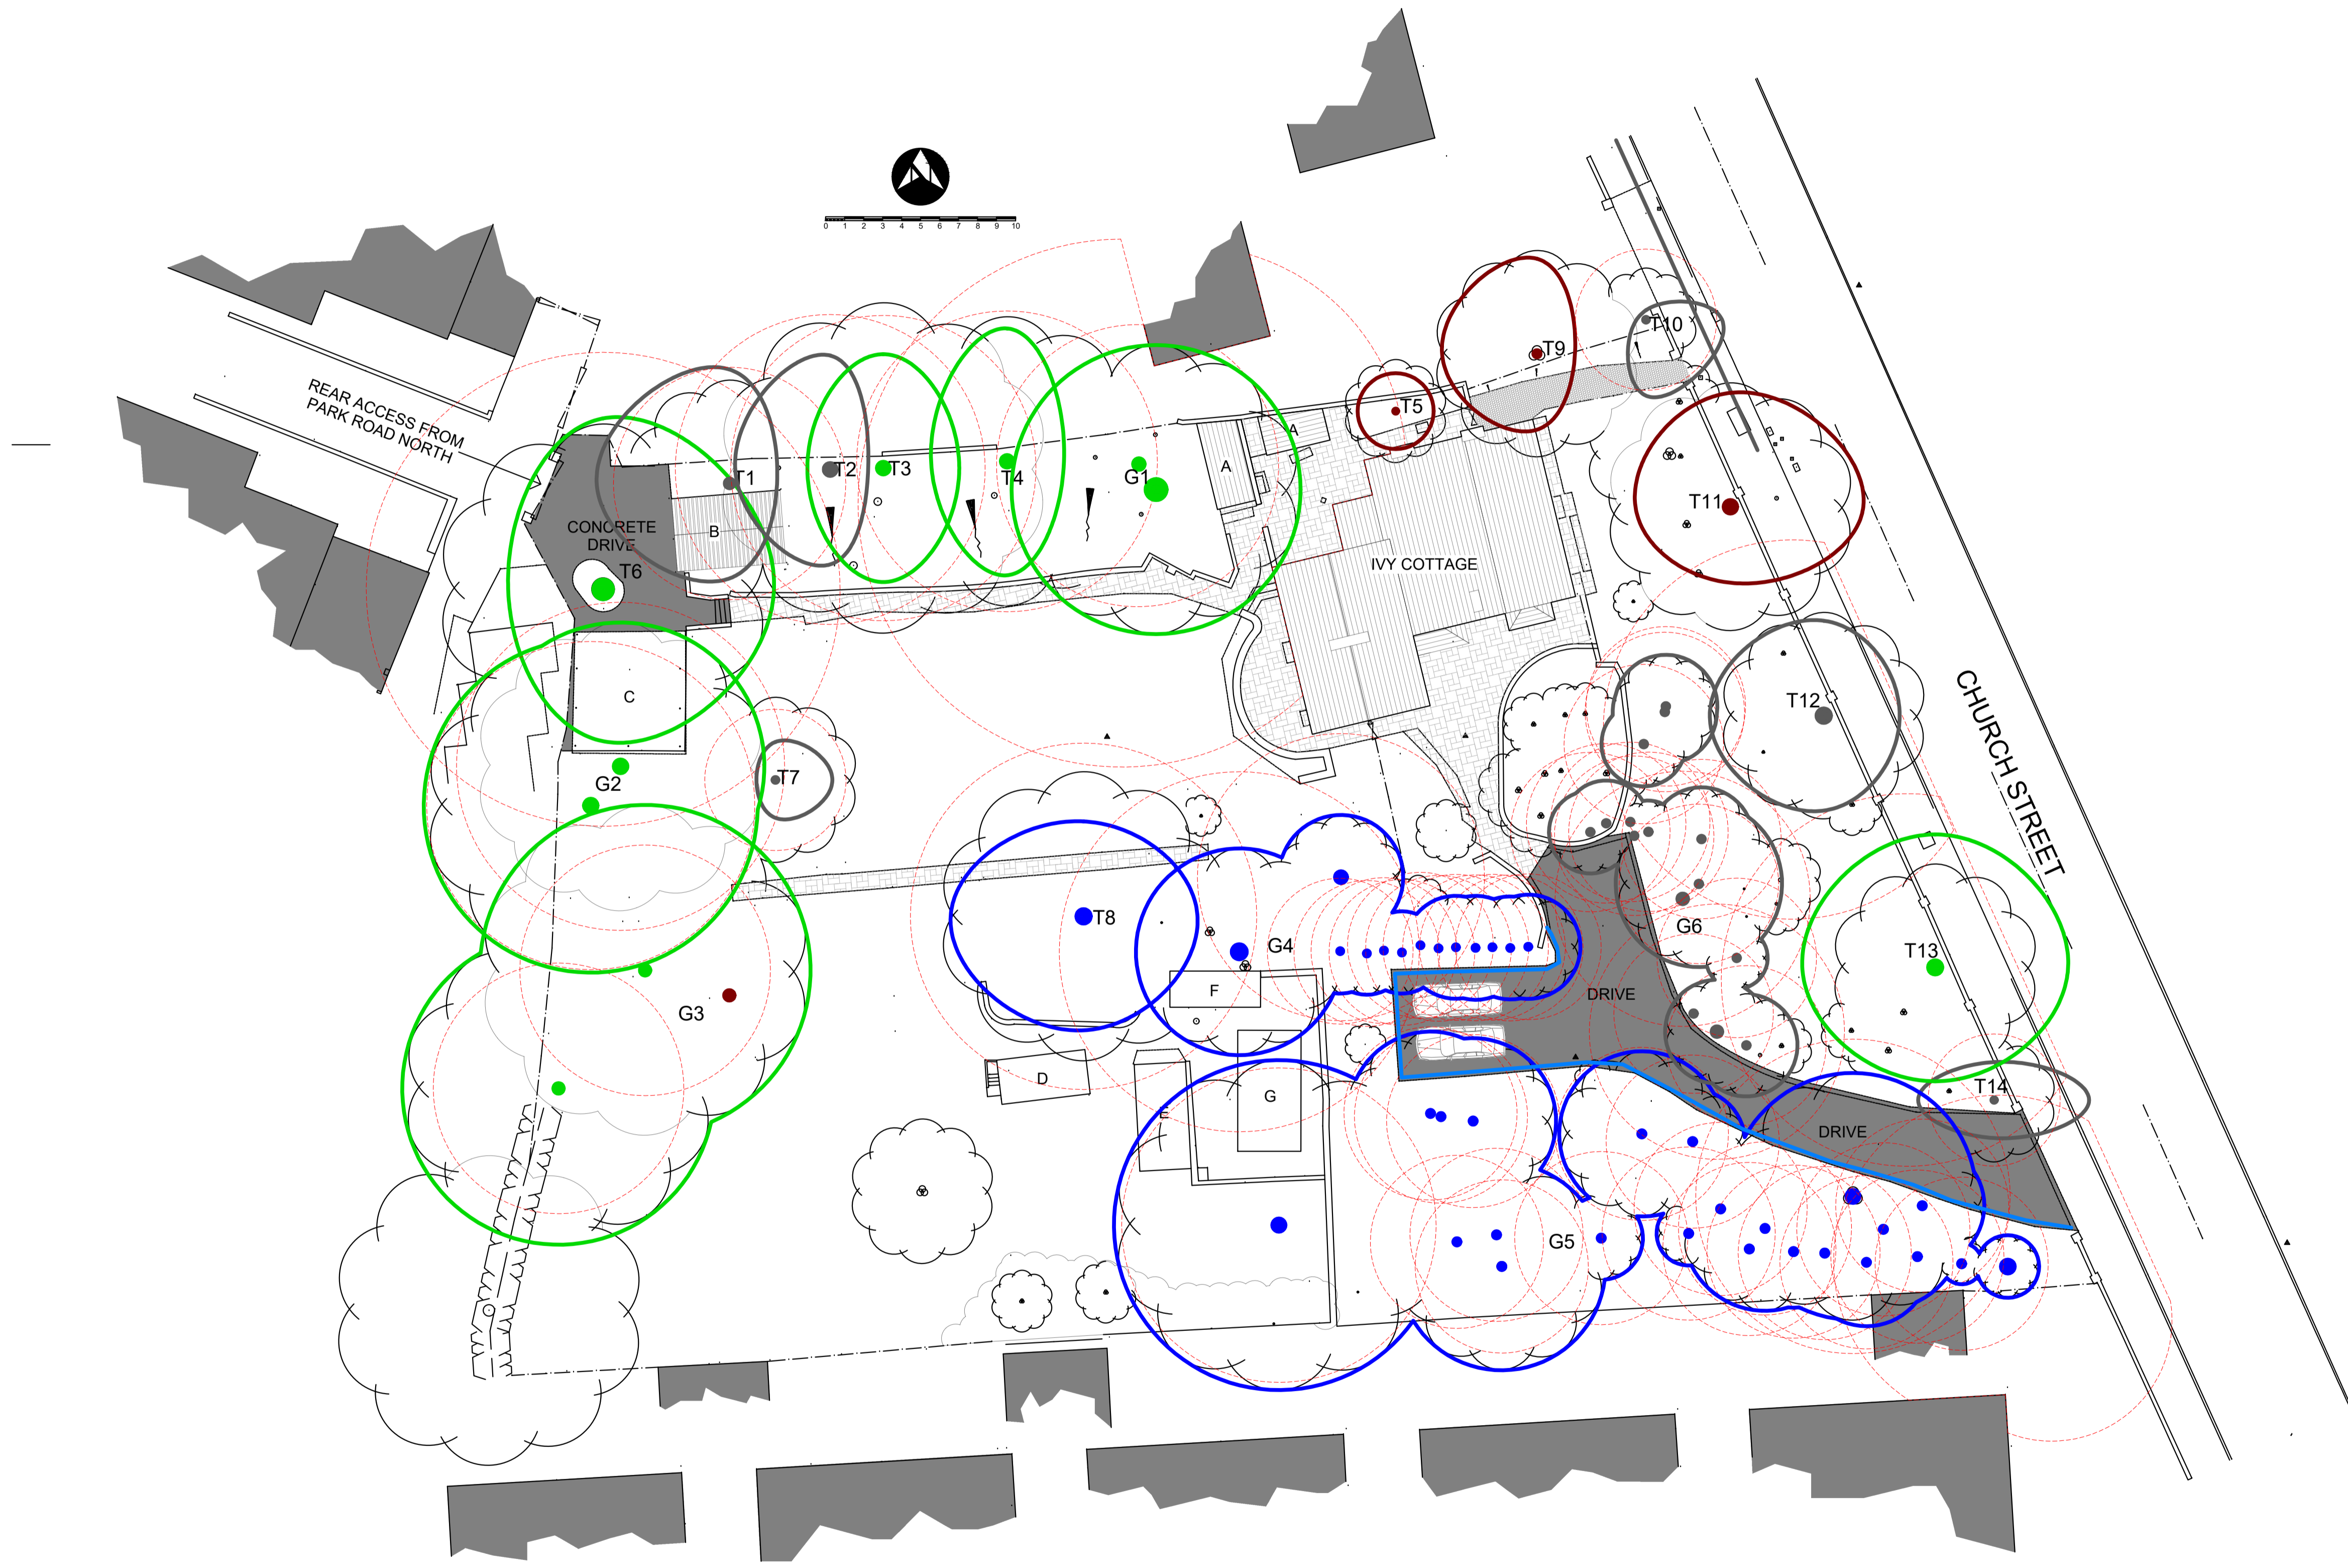 0 1 2 3 4 5 6 7 8 9 10
REAR ACCESS FROM
PARK ROAD NORTH
T10
T9
T5
A
A
T1
T2
T3
T4
G1
T11
CONCRETE
DRIVE
B
T6
IVY COTTAGE
C
T12
CHURCH STREET
G2
T7
T8
G4
G6
T13
F
DRIVE
G3
D
E
G
T14
DRIVE
G5